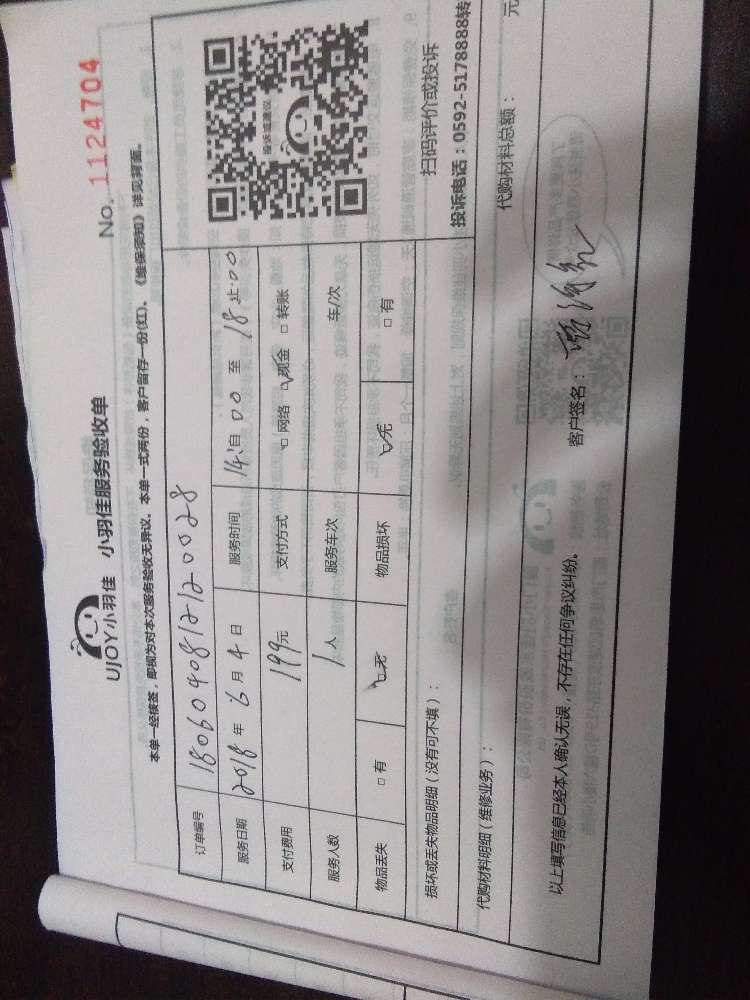 No. 1124704
UJOY小羽佳 小羽佳服务验收单
本单一经核签，即视为对本次服务验收无异议。本单一式两份，客户留存一份(红)、《维保须知》详见背面。
订单编号 180604081212120028
服务日期 2018年6月4日 服务时间 14:自00至18止:00
支付费用 199元 支付方式 □网络 ☑现金 □转账
服务人数 1人 服务车次 车/次
物品丢失 □有 ☑无 物品损坏 ☑无 □有
损坏或丢失物品明细（没有可不填）：
代购材料明细（维修业务）： 代购材料总额： 元
以上填写信息已经本人确认无误，不存在任何争议纠纷。 客户签名：
扫码评价或投诉
投诉电话：0592-5178888转